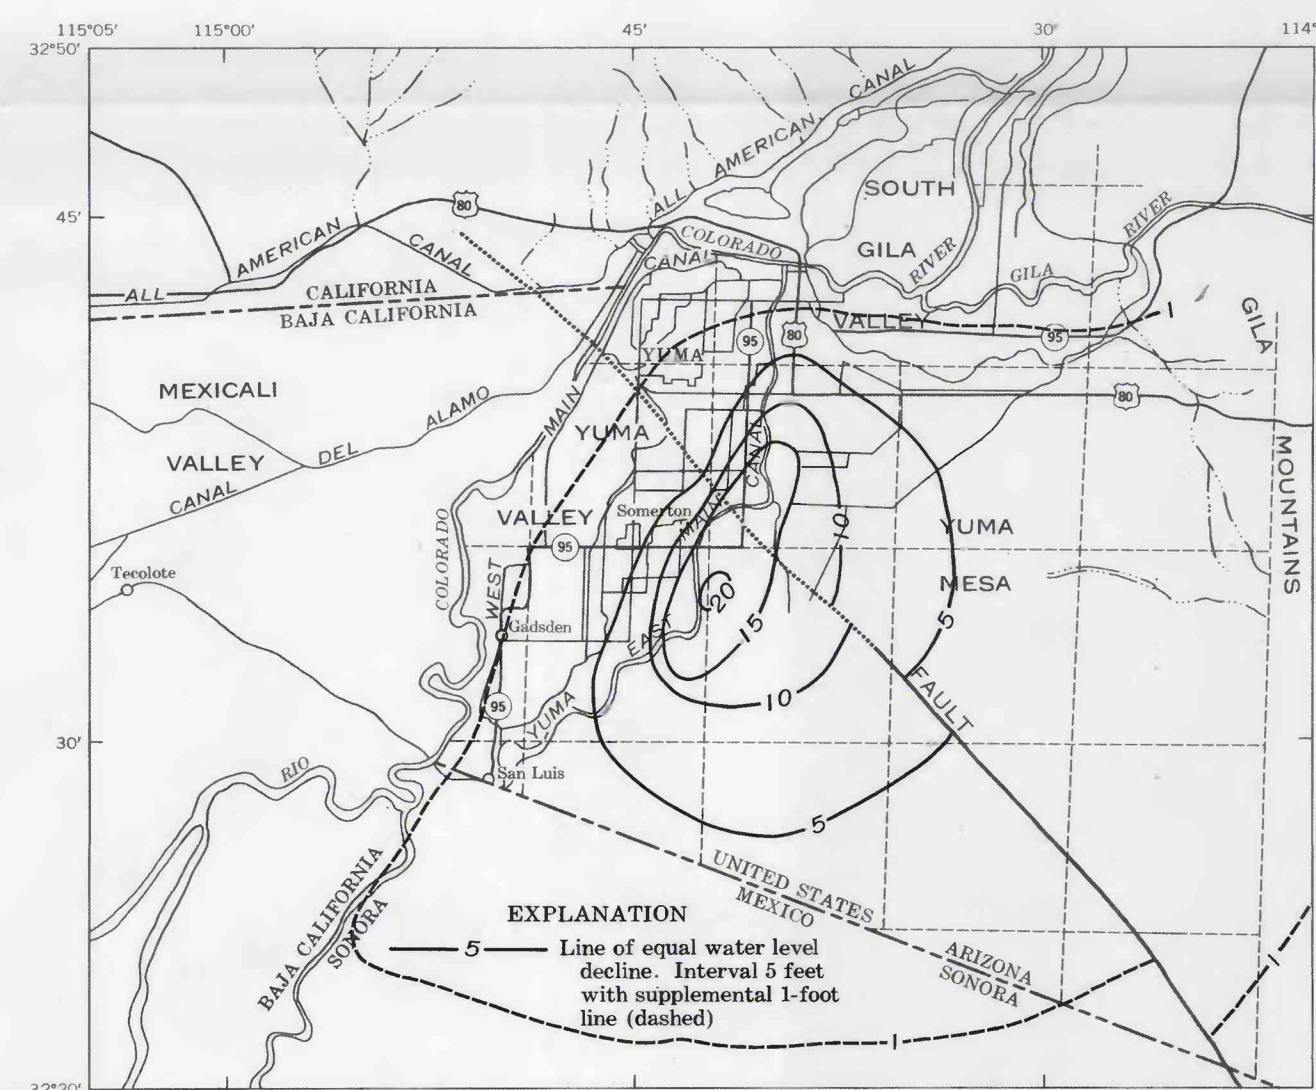 115°05′ 115°00′ 45′ 30′ 114°
32°50′
ALL AMERICAN CANAL
SOUTH
GILA
VALLEY
80
45′
COLORADO
RIVER
GILA
RIVER
ALL AMERICAN CANAL
CANAL
CALIFORNIA
BAJA CALIFORNIA
1
GILA
MOUNTAINS
95
80
95
YUMA
80
MEXICALI
VALLEY
CANAL DEL ALAMO
MAIN
YUMA
VALLEY
CANAL
MAIN
Somerton
10
YUMA
MESA
95
COLORADO
WEST
Tecolote
20
15
5
EAST
Gadsden
10
FAULT
95
YUMA
30′
San Luis
RIO
5
UNITED STATES
MEXICO
BAJA CALIFORNIA
SONORA
ARIZONA
SONORA
1
1
EXPLANATION
5 Line of equal water level
decline. Interval 5 feet
with supplemental 1-foot
line (dashed)
32°20′